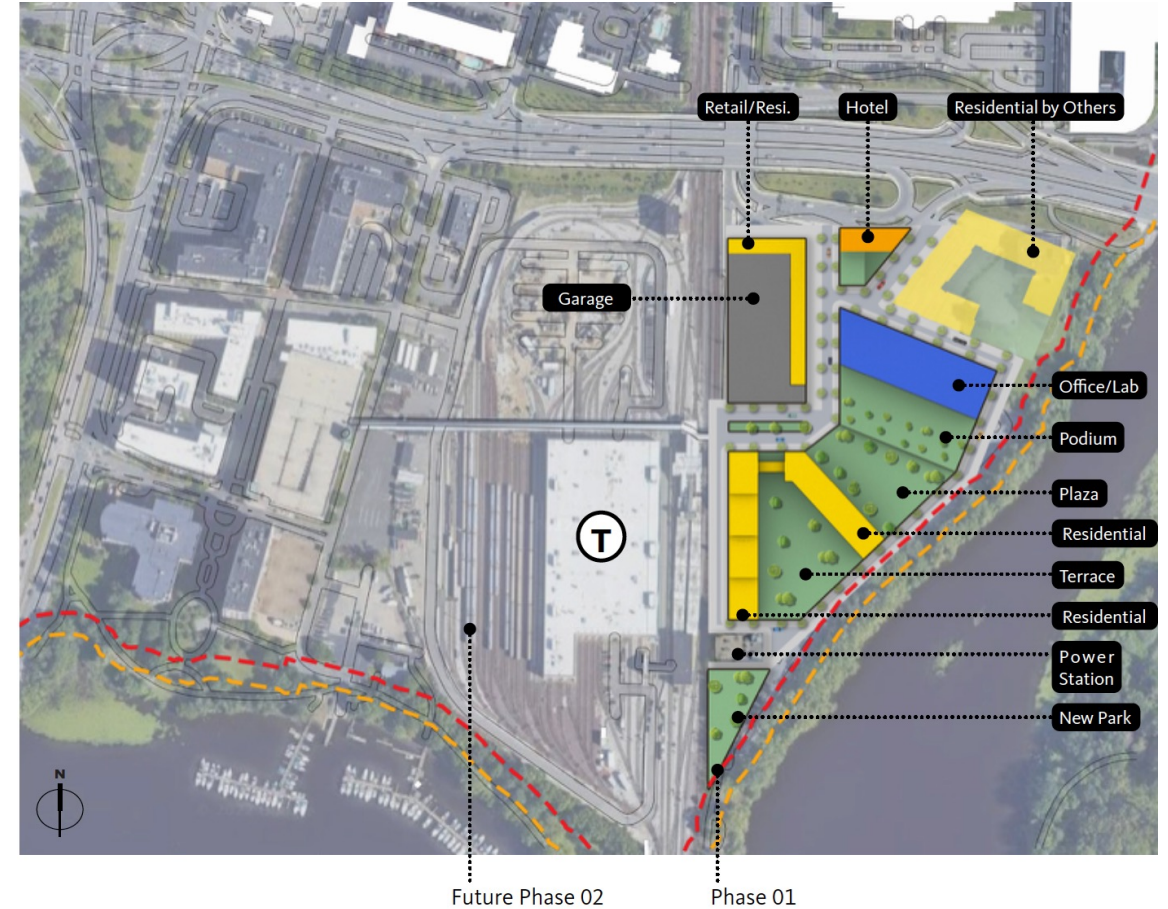 Retail/Resi.
Hotel
Residential by Others
Garage
Office/Lab
Podium
Plaza
Residential
T
Terrace
Residential
Power
Station
New Park
N
Future Phase 02
Phase 01